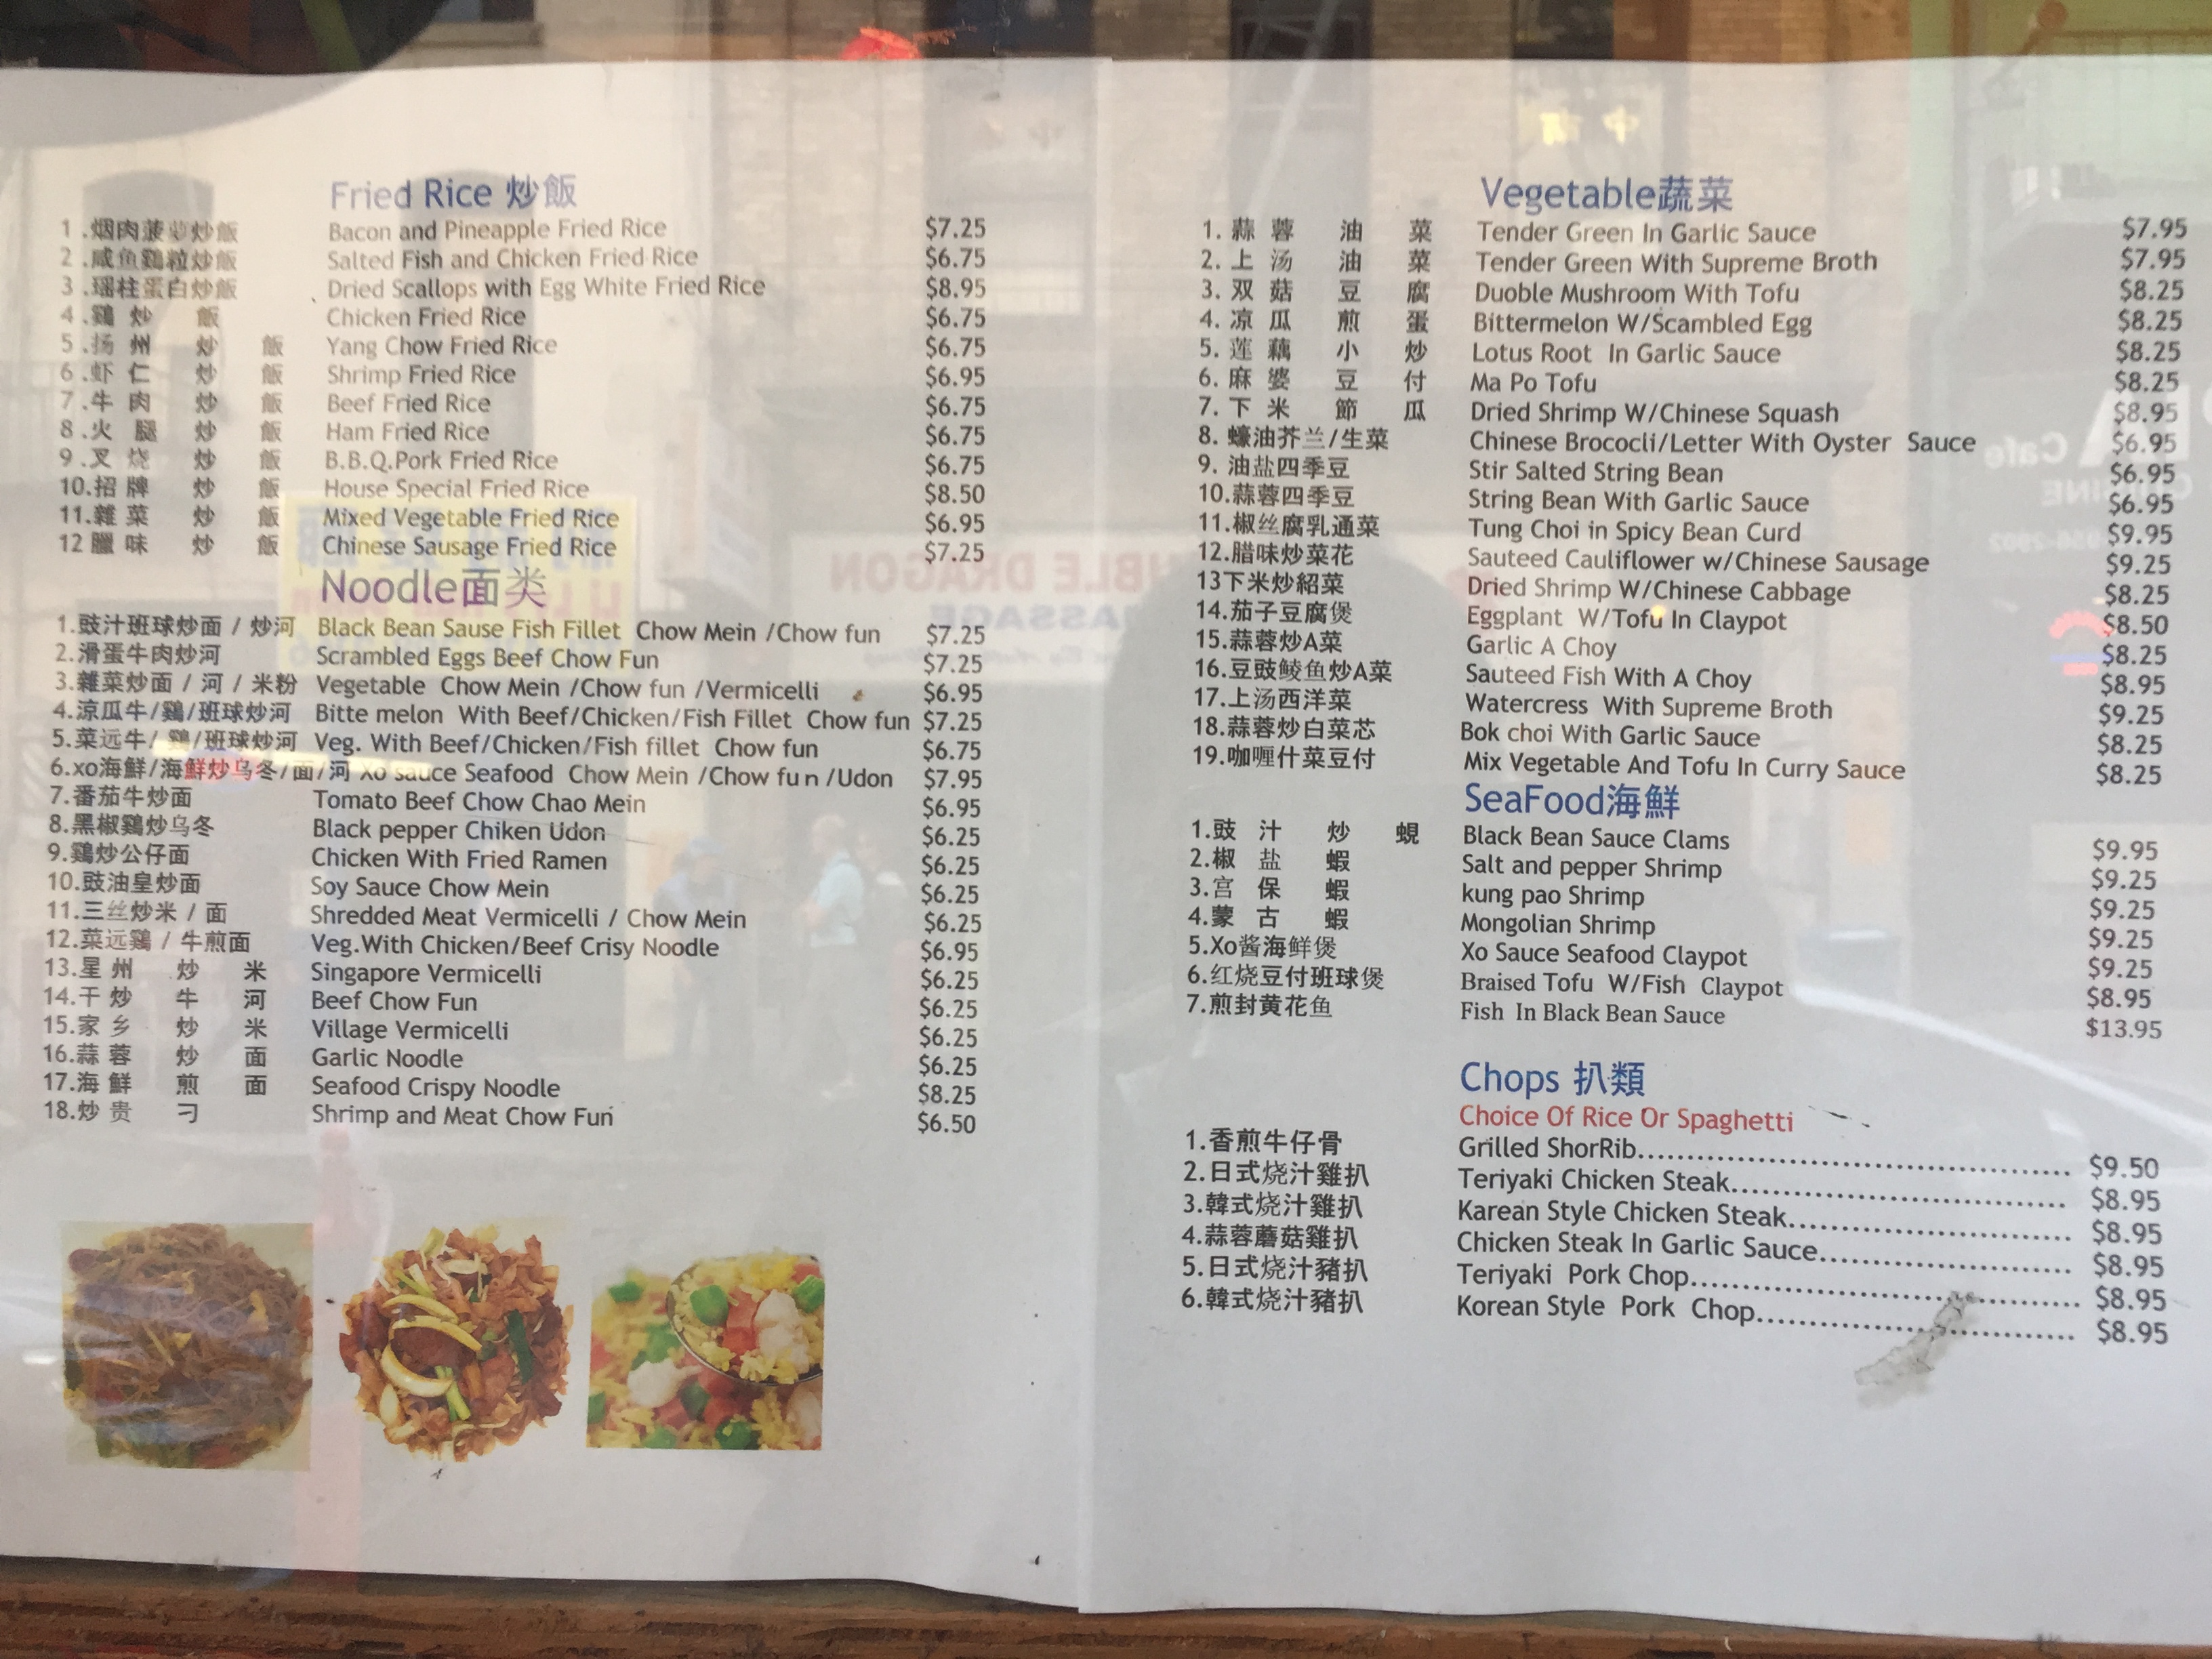 Fried Rice 炒飯
1.烟肉菠萝炒飯 Bacon and Pineapple Fried Rice $7.25
2.咸鱼鷄粒炒飯 Salted Fish and Chicken Fried Rice $6.75
3.瑶柱蛋白炒飯 Dried Scallops with Egg White Fried Rice $8.95
4.鷄炒飯 Chicken Fried Rice $6.75
5.扬州炒飯 Yang Chow Fried Rice $6.75
6.虾仁炒飯 Shrimp Fried Rice $6.95
7.牛肉炒飯 Beef Fried Rice $6.75
8.火腿炒飯 Ham Fried Rice $6.75
9.叉烧炒飯 B.B.Q.Pork Fried Rice $6.75
10.招牌炒飯 House Special Fried Rice $8.50
11.雜菜炒飯 Mixed Vegetable Fried Rice $6.95
12臘味炒飯 Chinese Sausage Fried Rice $7.25
Noodle面类
1.豉汁班球炒面 / 炒河 Black Bean Sause Fish Fillet Chow Mein /Chow fun $7.25
2.滑蛋牛肉炒河 Scrambled Eggs Beef Chow Fun $7.25
3.雜菜炒面 / 河 / 米粉 Vegetable Chow Mein /Chow fun /Vermicelli $6.95
4.涼瓜牛/鷄/班球炒河 Bitte melon With Beef/Chicken/Fish Fillet Chow fun $7.25
5.菜远牛/ 鷄/班球炒河 Veg. With Beef/Chicken/Fish fillet Chow fun $6.75
6.xo海鮮/海鮮炒乌冬/面/河 Xo sauce Seafood Chow Mein /Chow fun /Udon $7.95
7.番茄牛炒面 Tomato Beef Chow Chao Mein $6.95
8.黑椒鷄炒乌冬 Black pepper Chiken Udon $6.25
9.鷄炒公仔面 Chicken With Fried Ramen $6.25
10.豉油皇炒面 Soy Sauce Chow Mein $6.25
11.三丝炒米 / 面 Shredded Meat Vermicelli / Chow Mein $6.25
12.菜远鷄 / 牛煎面 Veg.With Chicken/Beef Crisy Noodle $6.95
13.星州炒米 Singapore Vermicelli $6.25
14.干炒牛河 Beef Chow Fun $6.25
15.家乡炒米 Village Vermicelli $6.25
16.蒜蓉炒面 Garlic Noodle $6.25
17.海鮮煎面 Seafood Crispy Noodle $8.25
18.炒贵刁 Shrimp and Meat Chow Fun $6.50
Vegetable蔬菜
1.蒜蓉油菜 Tender Green In Garlic Sauce $7.95
2.上汤油菜 Tender Green With Supreme Broth $7.95
3.双菇豆腐 Duoble Mushroom With Tofu $8.25
4.凉瓜煎蛋 Bittermelon W/Scambled Egg $8.25
5.莲藕小炒 Lotus Root In Garlic Sauce $8.25
6.麻婆豆付 Ma Po Tofu $8.25
7.下米節瓜 Dried Shrimp W/Chinese Squash $8.95
8.蠔油芥兰/生菜 Chinese Brococli/Letter With Oyster Sauce $6.95
9.油盐四季豆 Stir Salted String Bean $6.95
10.蒜蓉四季豆 String Bean With Garlic Sauce $6.95
11.椒丝腐乳通菜 Tung Choi in Spicy Bean Curd $9.95
12.腊味炒菜花 Sauteed Cauliflower w/Chinese Sausage $9.25
13下米炒紹菜 Dried Shrimp W/Chinese Cabbage $8.25
14.茄子豆腐煲 Eggplant W/Tofu In Claypot $8.50
15.蒜蓉炒A菜 Garlic A Choy $8.25
16.豆豉鲮鱼炒A菜 Sauteed Fish With A Choy $8.95
17.上汤西洋菜 Watercress With Supreme Broth $9.25
18.蒜蓉炒白菜芯 Bok choi With Garlic Sauce $8.25
19.咖喱什菜豆付 Mix Vegetable And Tofu In Curry Sauce $8.25
SeaFood海鮮
1.豉汁炒蜆 Black Bean Sauce Clams $9.95
2.椒盐蝦 Salt and pepper Shrimp $9.25
3.宫保蝦 kung pao Shrimp $9.25
4.蒙古蝦 Mongolian Shrimp $9.25
5.Xo酱海鲜煲 Xo Sauce Seafood Claypot $9.25
6.红烧豆付班球煲 Braised Tofu W/Fish Claypot $8.95
7.煎封黄花鱼 Fish In Black Bean Sauce $13.95
Chops 扒類
Choice Of Rice Or Spaghetti
1.香煎牛仔骨 Grilled ShorRib $9.50
2.日式烧汁雞扒 Teriyaki Chicken Steak $8.95
3.韓式烧汁雞扒 Karean Style Chicken Steak $8.95
4.蒜蓉蘑菇雞扒 Chicken Steak In Garlic Sauce $8.95
5.日式烧汁豬扒 Teriyaki Pork Chop $8.95
6.韓式烧汁豬扒 Korean Style Pork Chop $8.95